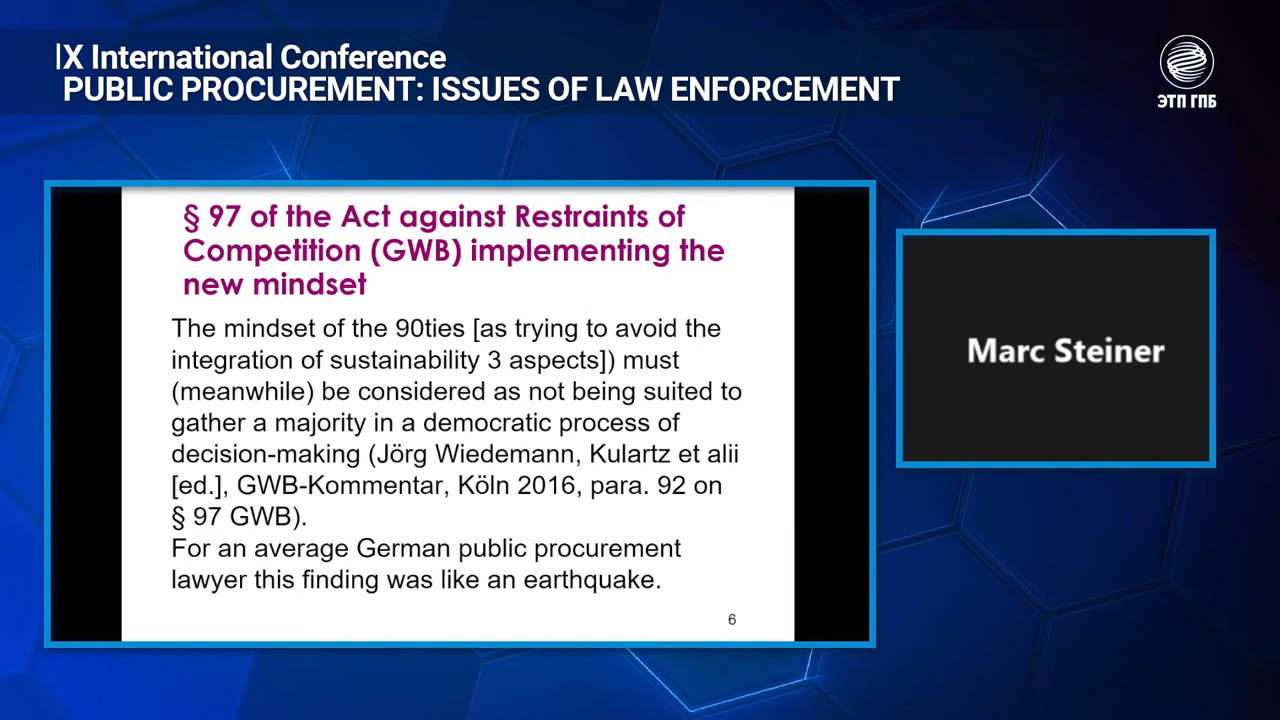 IX International Conference
PUBLIC PROCUREMENT: ISSUES OF LAW ENFORCEMENT
ЭТП ГПБ
§ 97 of the Act against Restraints of
Competition (GWB) implementing the
new mindset
The mindset of the 90ties [as trying to avoid the
integration of sustainability 3 aspects]) must
(meanwhile) be considered as not being suited to
gather a majority in a democratic process of
decision-making (Jörg Wiedemann, Kulartz et alii
[ed.], GWB-Kommentar, Köln 2016, para. 92 on
§ 97 GWB).
For an average German public procurement
lawyer this finding was like an earthquake.
6
Marc Steiner